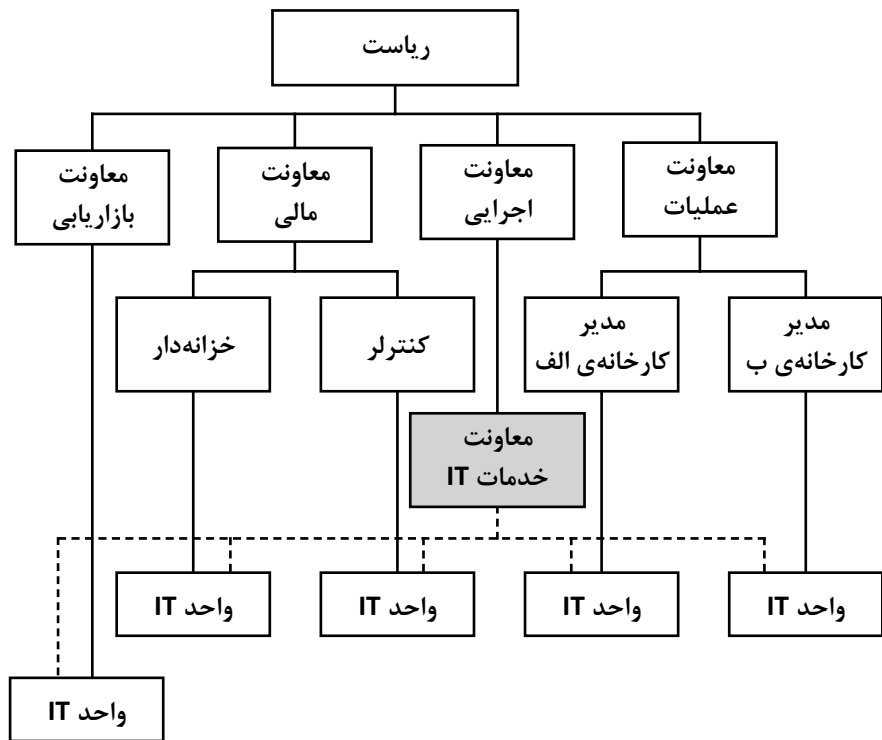 ریاست
معاونت
عملیات
معاونت
اجرایی
معاونت
مالی
معاونت
بازاریابی
مدیر
کارخانه‌ی ب
مدیر
کارخانه‌ی الف
کنترلر
خزانه‌دار
معاونت
خدمات IT
واحد IT
واحد IT
واحد IT
واحد IT
واحد IT